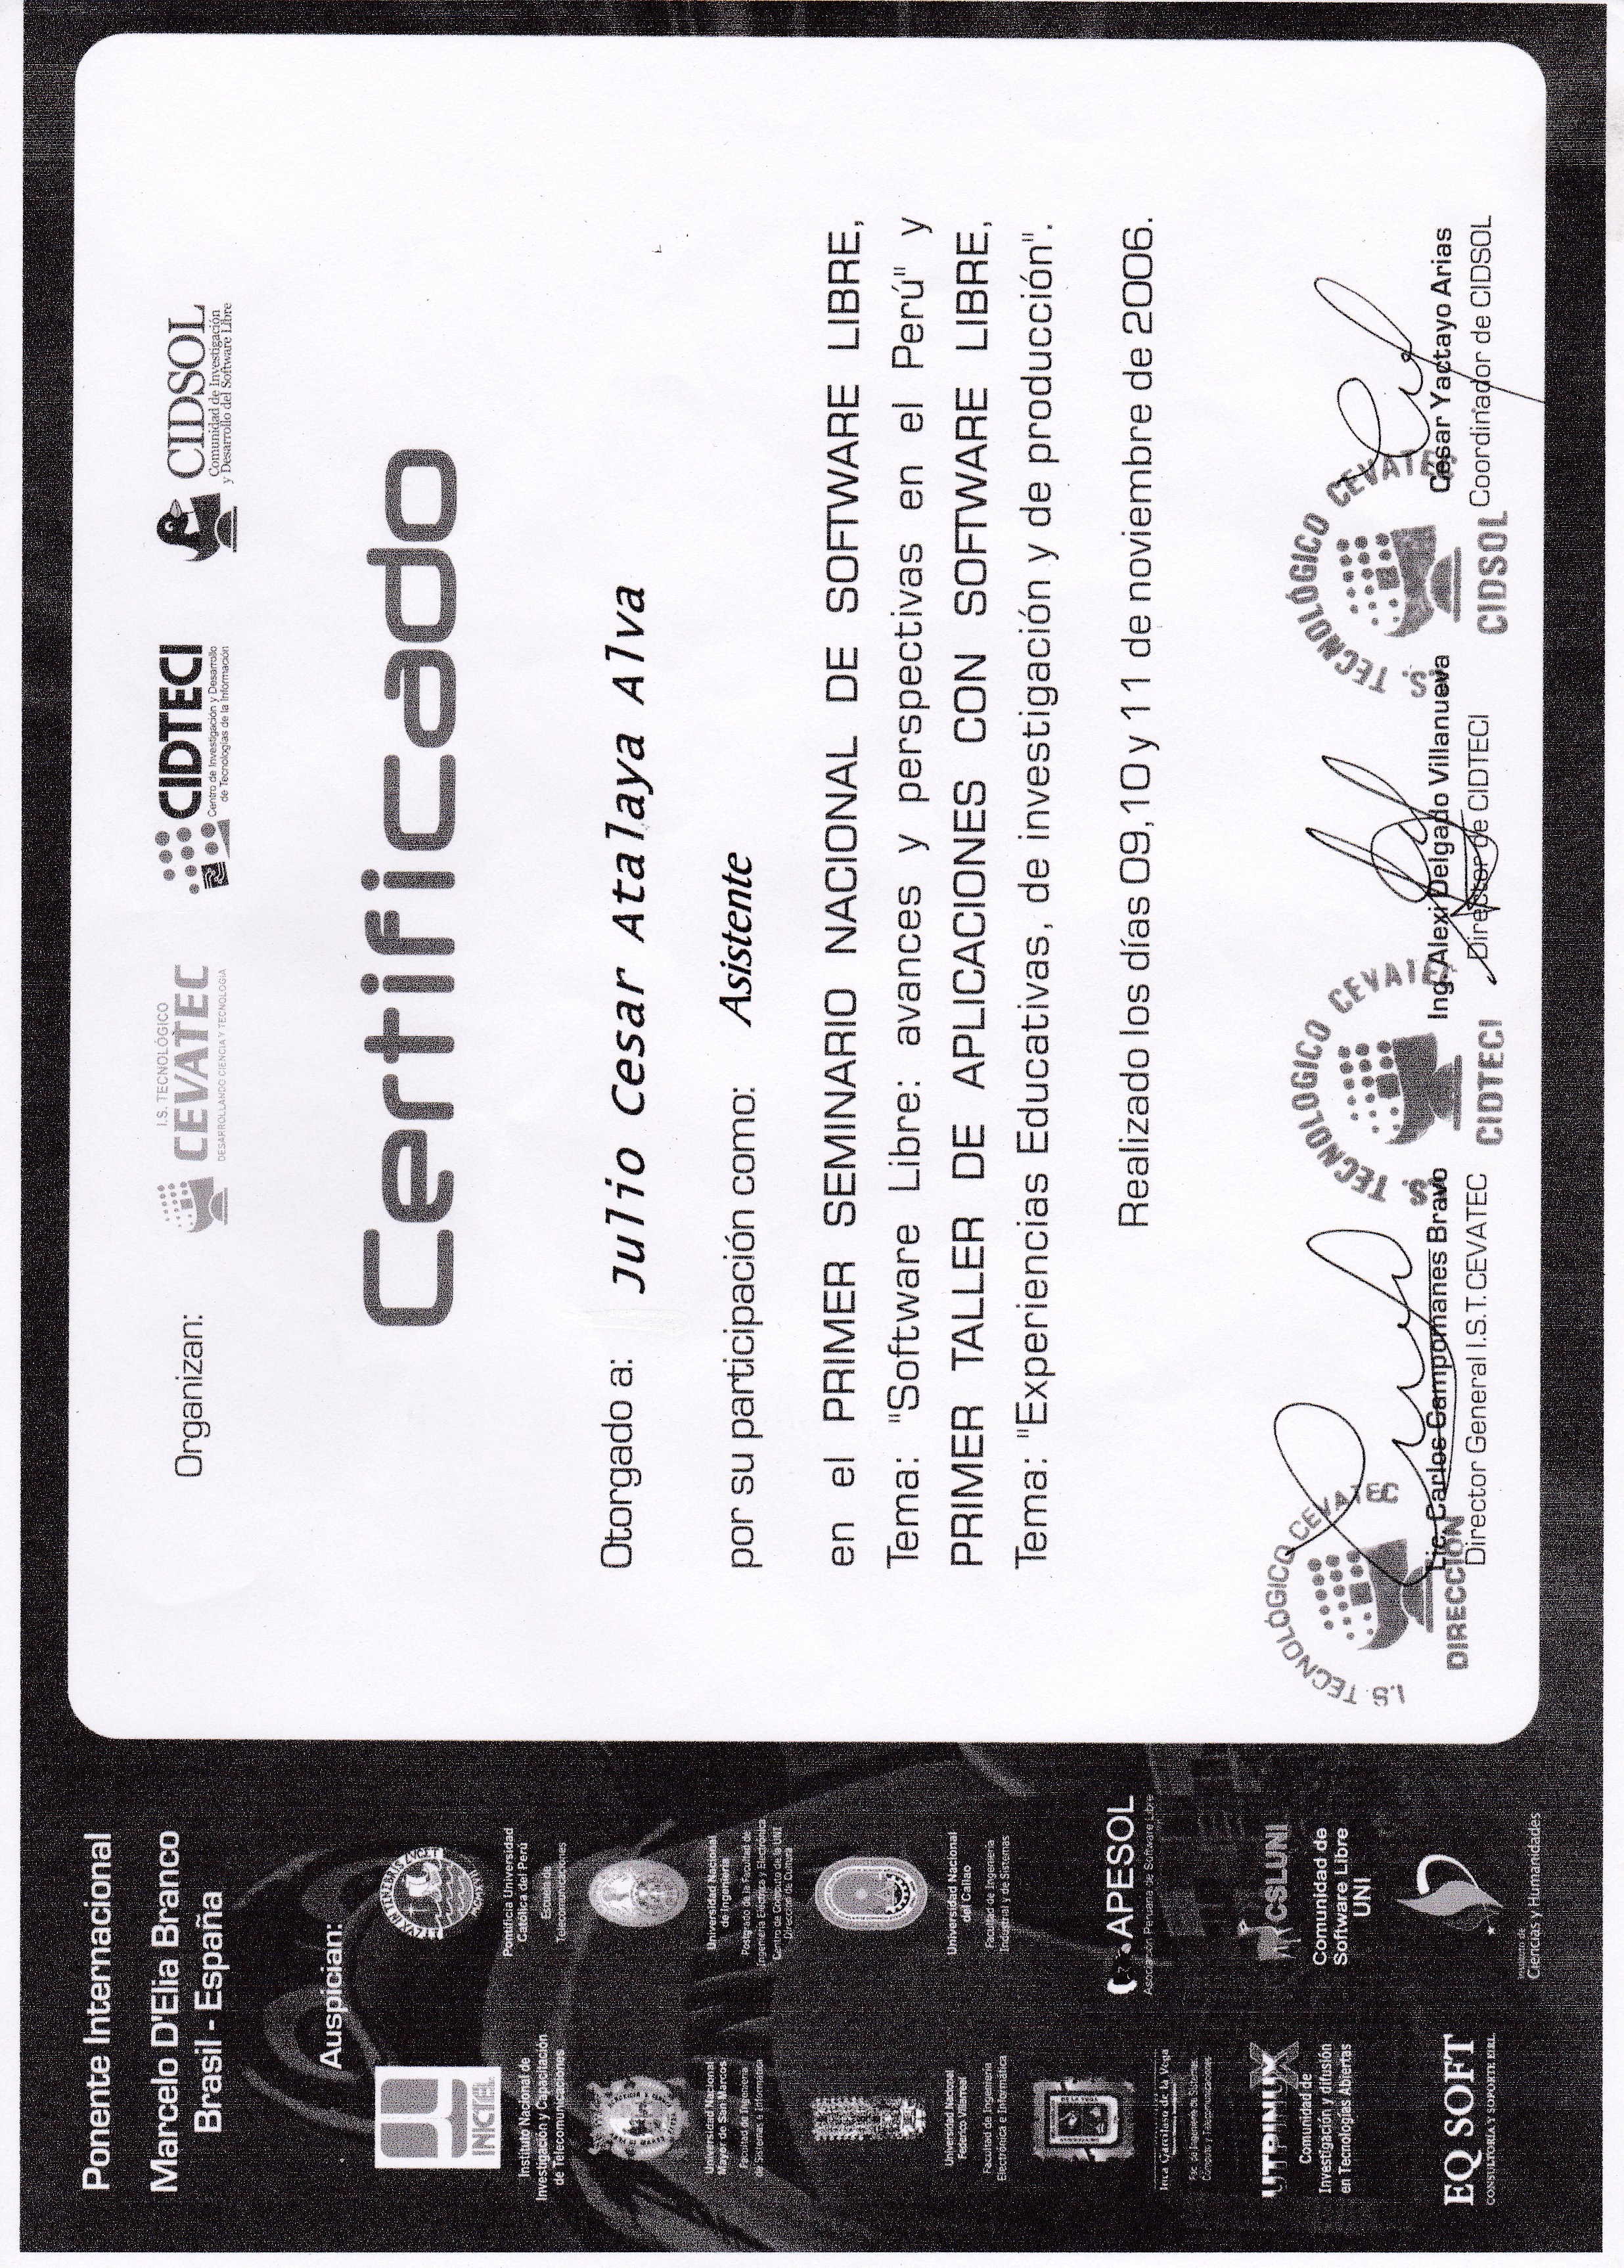 Ponente Internacional
Marcelo D'Elia Branco
Brasil - España
Auspician:
INICTEL
Instituto Nacional de
Investigación y Capacitación
de Telecomunicaciones
Pontificia Universidad
Católica del Perú
Escuela de
Telecomunicaciones
Universidad Nacional
Mayor de San Marcos
Facultad de Ingeniería
de Sistemas e Informática
Universidad Nacional
de Ingeniería
Postgrado de la Facultad de
Ingeniería Eléctrica y Electrónica
Centro de Cómputo de la UNI
Dirección de Cultura
Universidad Nacional
Federico Villarreal
Facultad de Ingeniería
Electrónica e Informática
Universidad Nacional
del Callao
Facultad de Ingeniería
Industrial y de Sistemas
Inca Garcilaso de la Vega
APESOL
Asociación Peruana de Software Libre
UTPINUX
Comunidad de
Investigación y difusión
en Tecnologías Abiertas
CSLUNI
Comunidad de
Software Libre
UNI
EQ SOFT
CONSULTORÍA Y SOPORTE EIRL.
Instituto de
Ciencias y Humanidades
Organizan:
I.S. TECNOLÓGICO
CEVATEC
DESARROLLANDO CIENCIA Y TECNOLOGÍA
CIDTECI
Centro de Investigación y Desarrollo
de Tecnologías de la Información
CIDSOL
Comunidad de Investigación
y Desarrollo del Software Libre
Certificado
Otorgado a: Julio Cesar Atalaya Alva
por su participación como: Asistente
en el PRIMER SEMINARIO NACIONAL DE SOFTWARE LIBRE,
Tema: "Software Libre: avances y perspectivas en el Perú" y
PRIMER TALLER DE APLICACIONES CON SOFTWARE LIBRE,
Tema: "Experiencias Educativas, de investigación y de producción".
Realizado los días 09,10 y 11 de noviembre de 2006.
I.S. TECNOLÓGICO CEVATEC
DIRECCIÓN
Lic. Carlos Campomanes Bravo
Director General I.S.T. CEVATEC
I.S. TECNOLÓGICO CEVATEC
CIDTECI
Ing. Alexi Delgado Villanueva
Director de CIDTECI
I.S. TECNOLÓGICO CEVATEC
CIDSOL
César Yactayo Arias
Coordinador de CIDSOL